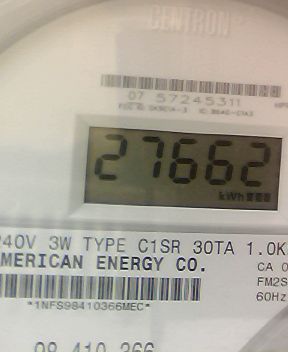 CENTRON
07 57245311
27662
kWh
240V 3W TYPE C1SR 30TA 1.0K
AMERICAN ENERGY CO.
CA 0
FM2S
60Hz
*1NFS98410366MEC*
98 410 366